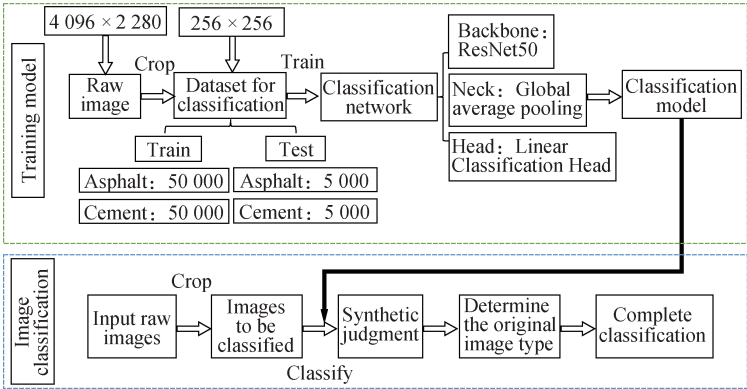 4 096 × 2 280
256 × 256
Training model
Raw
image
Crop
Dataset for
classification
Train
Classification
network
Backbone:
ResNet50
Neck: Global
average pooling
Head: Linear
Classification Head
Classification
model
Train
Test
Asphalt: 50 000
Asphalt: 5 000
Cement: 50 000
Cement: 5 000
Image
classification
Input raw
images
Crop
Images
to be
classified
Classify
Synthetic
judgment
Determine
the original
image type
Complete
classification